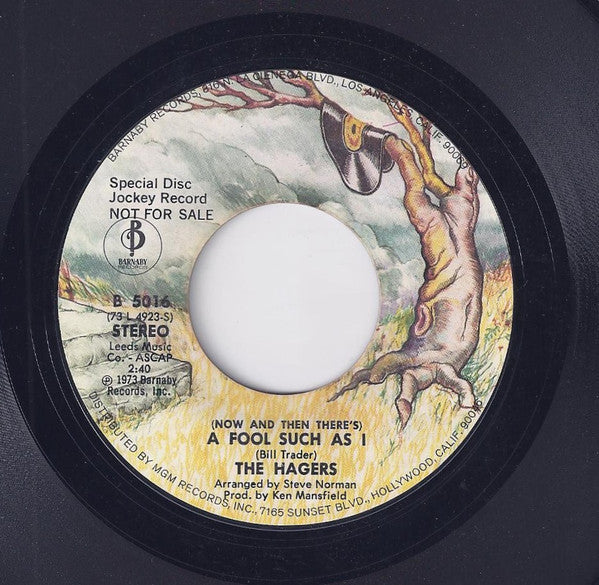 BARNABY RECORDS, 816 N. LA CIENEGA BLVD., LOS ANGELES, CALIF. 90069
Special Disc
Jockey Record
NOT FOR SALE
B
BARNABY
RECORDS
B 5016
(73 L 4923-S)
STEREO
Leeds Music
Co. - ASCAP
2:40
℗ 1973 Barnaby
Records, Inc.
(NOW AND THEN THERE'S)
A FOOL SUCH AS I
(Bill Trader)
THE HAGERS
Arranged by Steve Norman
Prod. by Ken Mansfield
DISTRIBUTED BY MGM RECORDS, INC., 7165 SUNSET BLVD., HOLLYWOOD, CALIF. 90046